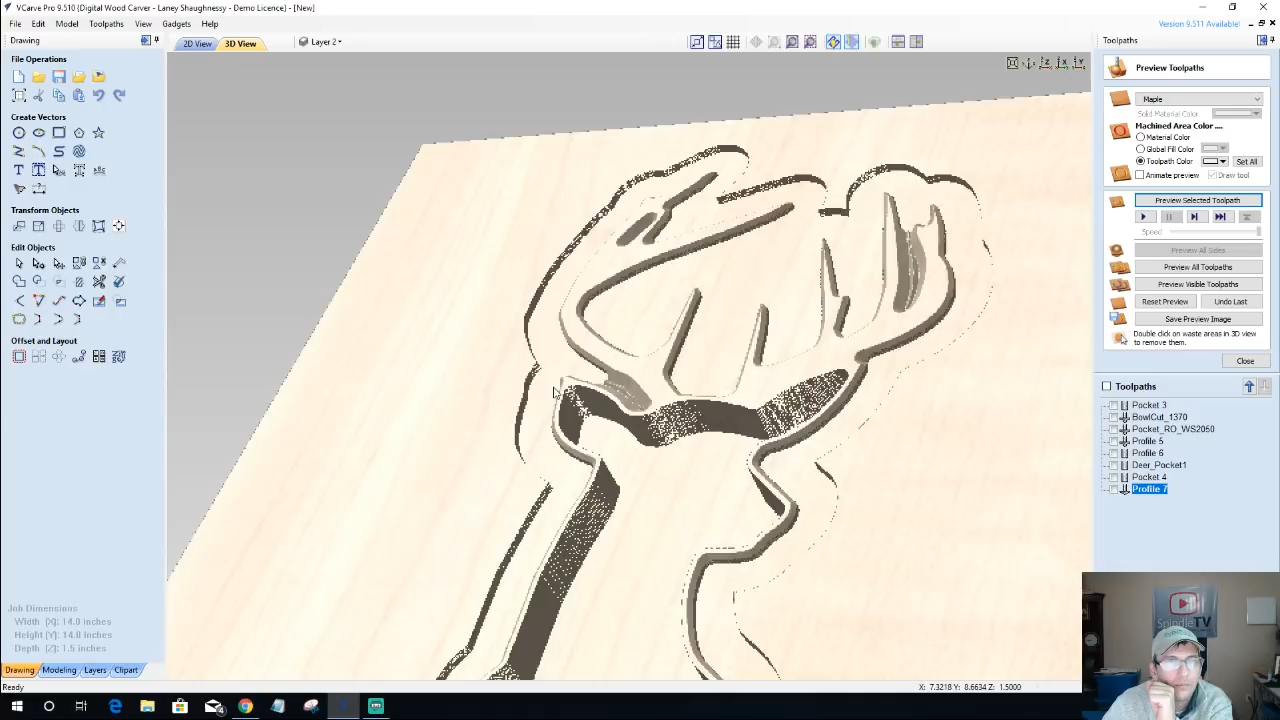 VCarve Pro 9.510 {Digital Wood Carver - Laney Shaughnessy - Demo Licence} - [New]
File Edit Model Toolpaths View Gadgets Help
Version 9.511 Available!
Drawing
2D View
3D View
Layer 2
Toolpaths
File Operations
Create Vectors
Transform Objects
Edit Objects
Offset and Layout
Job Dimensions
Width (X): 14.0 inches
Height (Y): 14.0 inches
Depth (Z): 1.5 inches
Drawing Modeling Layers Clipart
Ready
X: 7.3218 Y: 8.6634 Z: 1.5000
Preview Toolpaths
Maple
Solid Material Color
Machined Area Color ....
Material Color
Global Fill Color
Toolpath Color
Set All
Animate preview
Draw tool
Preview Selected Toolpath
Speed
Preview All Sides
Preview All Toolpaths
Preview Visible Toolpaths
Reset Preview
Undo Last
Save Preview Image
Double click on waste areas in 3D view
to remove them.
Close
Toolpaths
Pocket 3
BowlCut_1370
Pocket_RO_WS2050
Profile 5
Profile 6
Deer_Pocket1
Pocket 4
Profile 7
SpindleTV